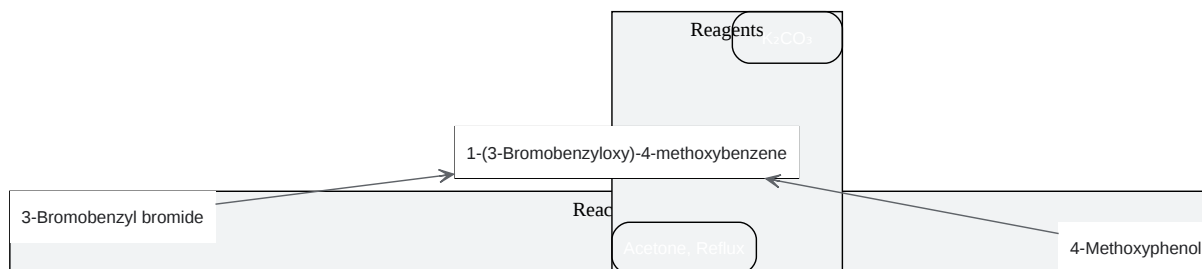 Reagents
K₂CO₃
1-(3-Bromobenzyloxy)-4-methoxybenzene
3-Bromobenzyl bromide
Reac
Acetone, Reflux
4-Methoxyphenol